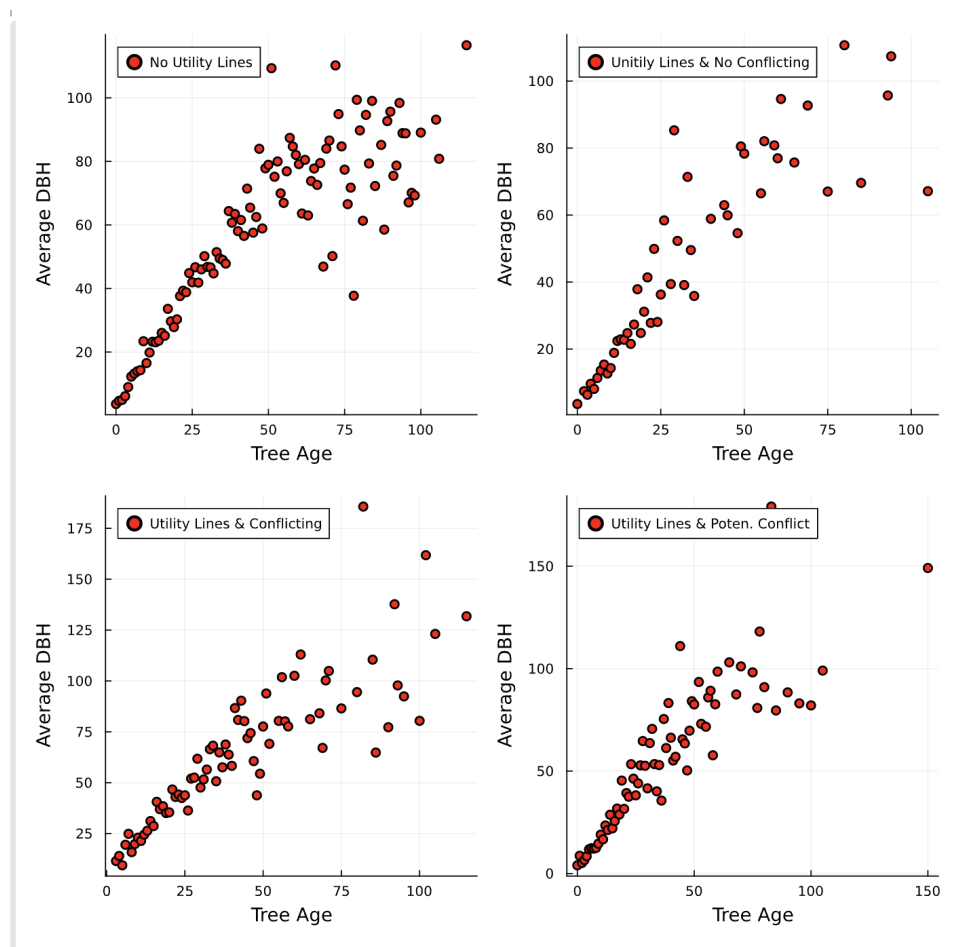 No Utility Lines
100
80
60
40
20
0 25 50 75 100
Average DBH
Tree Age
Unitily Lines & No Conflicting
100
80
60
40
20
0 25 50 75 100
Average DBH
Tree Age
Utility Lines & Conflicting
175
150
125
100
75
50
25
0 25 50 75 100
Average DBH
Tree Age
Utility Lines & Poten. Conflict
150
100
50
0
0 50 100 150
Average DBH
Tree Age